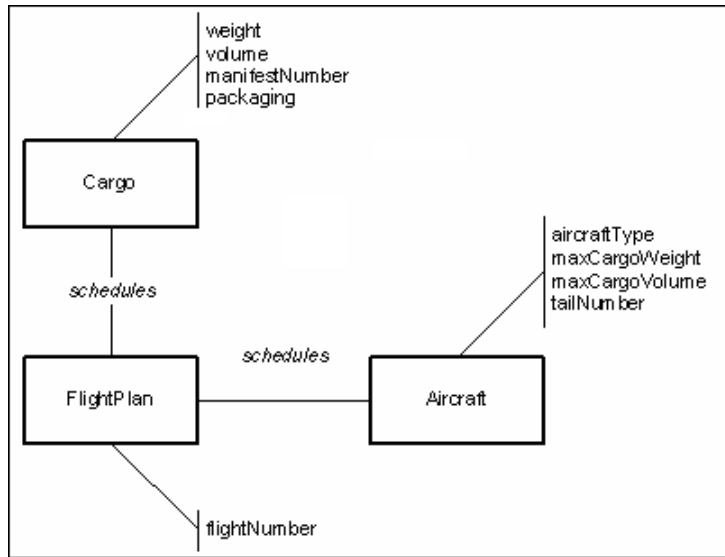 weight
volume
manifestNumber
packaging
Cargo
schedules
aircraftType
maxCargoWeight
maxCargoVolume
tailNumber
schedules
FlightPlan
Aircraft
flightNumber